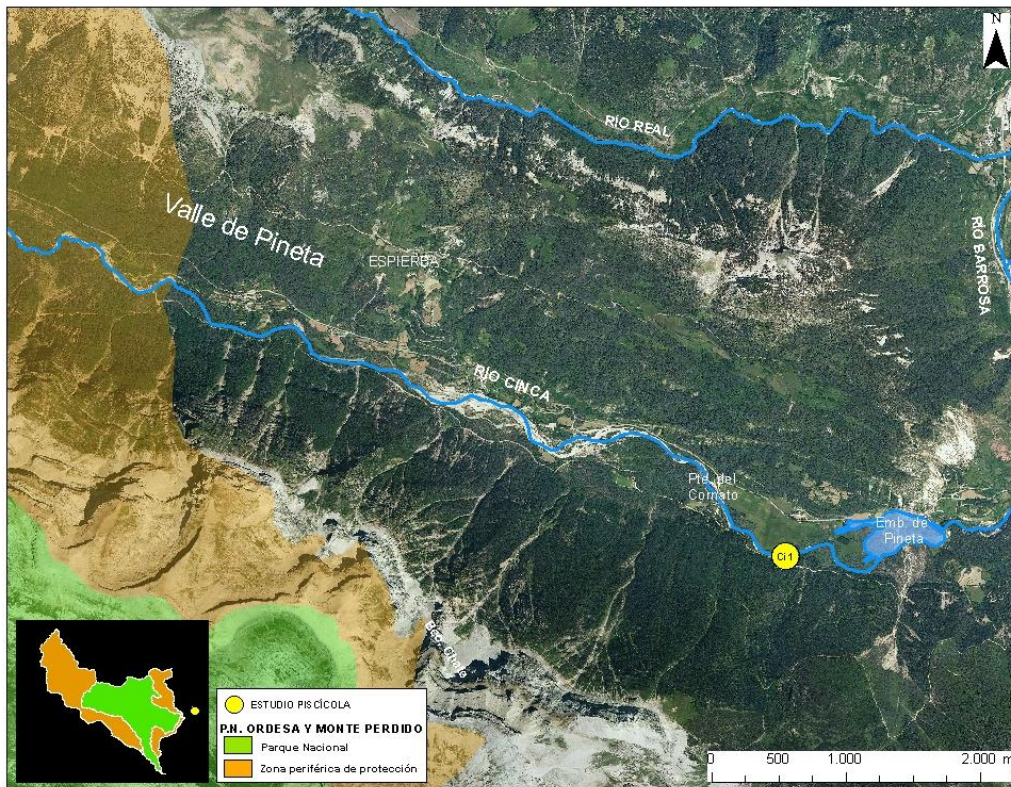 N
RIO REAL
Valle de Pineta
ESPIERBA
RIO BARROSA
RIO CINCA
Pte. del
Cornato
Emb. de
Pineta
Ci1
ESTUDIO PISCÍCOLA
P.N. ORDESA Y MONTE PERDIDO
Parque Nacional
Zona periférica de protección
0 500 1.000 2.000 m